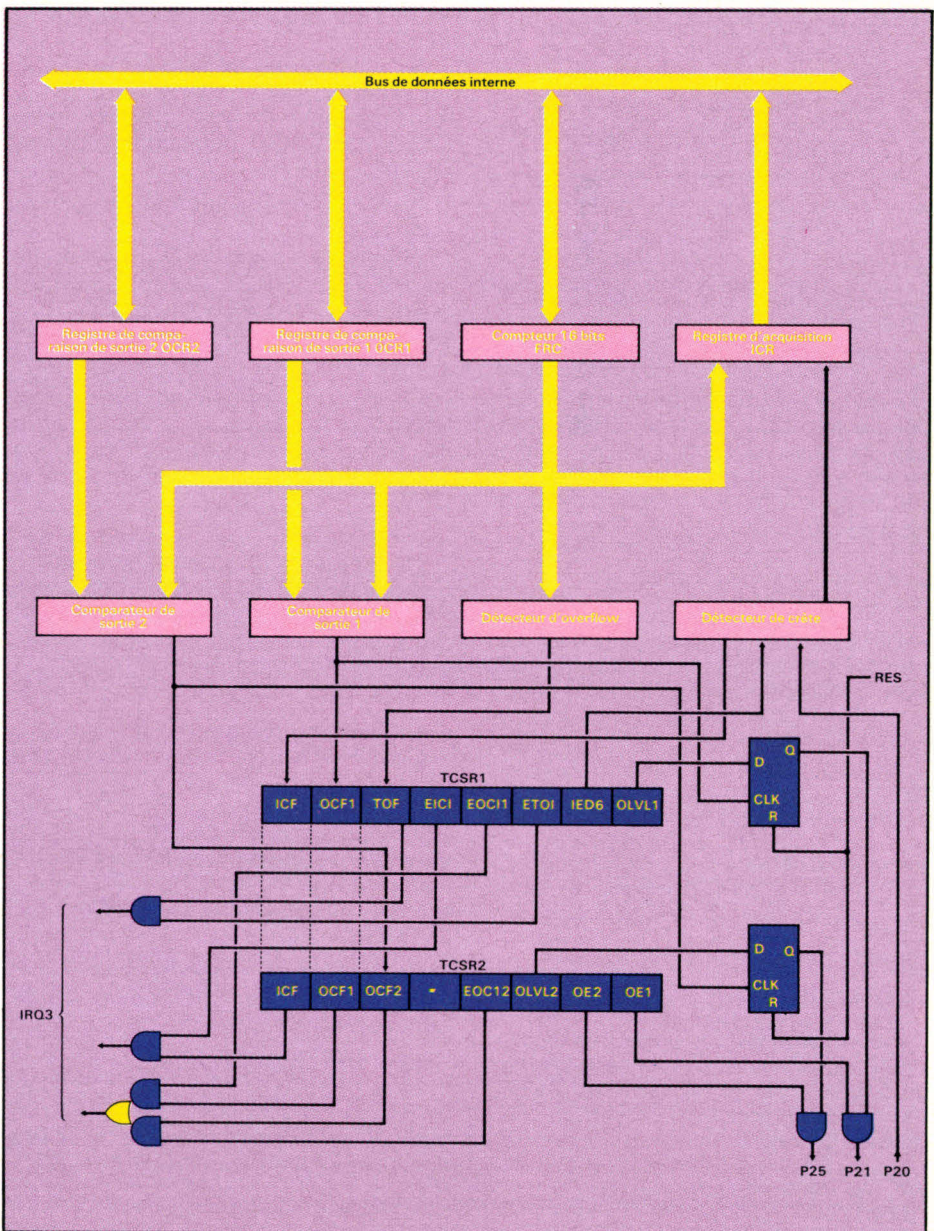 Bus de données interne
Registre de compa-
raison de sortie 2 OCR2
Registre de compa-
raison de sortie 1 OCR1
Compteur 16 bits
FRC
Registre d'acquisition
ICR
Comparateur de
sortie 2
Comparateur de
sortie 1
Détecteur d'overflow
Détecteur de crête
RES
TCSR1
ICF OCF1 TOF EICI EOCI1 ETOI IED6 OLVL1
D Q
CLK
R
TCSR2
ICF OCF1 OCF2 * EOC12 OLVL2 OE2 OE1
D Q
CLK
R
IRQ3
P25 P21 P20